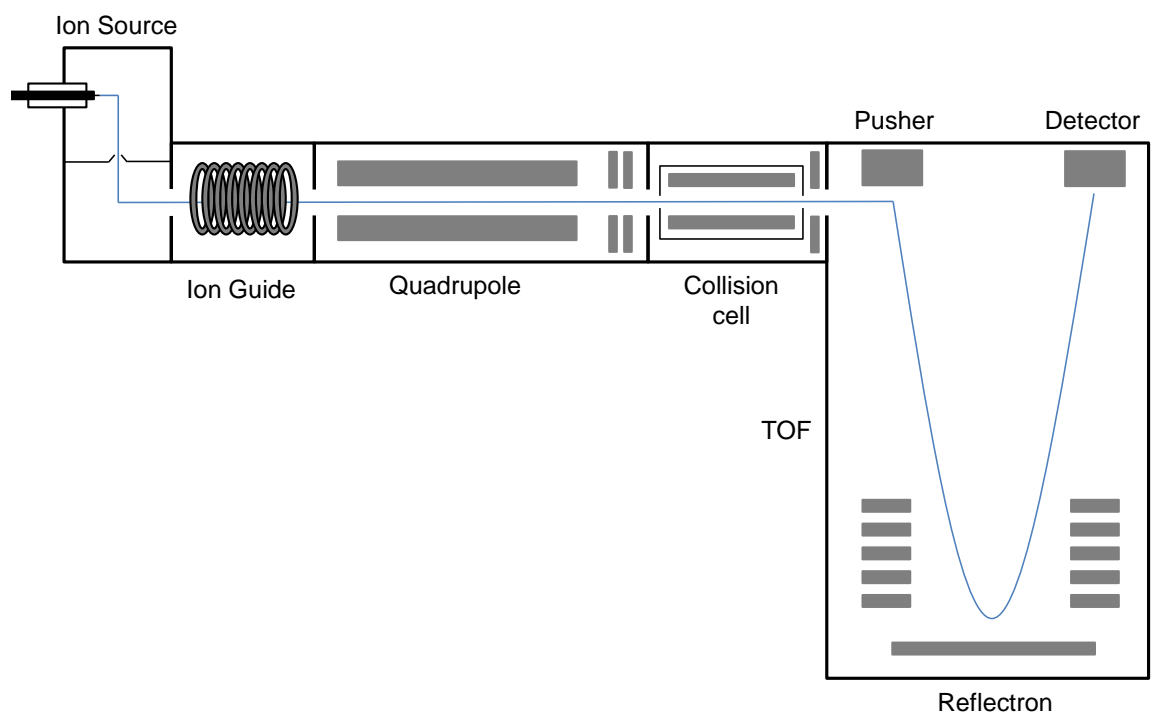 Ion Source
Pusher
Detector
Ion Guide
Quadrupole
Collision
cell
TOF
Reflectron